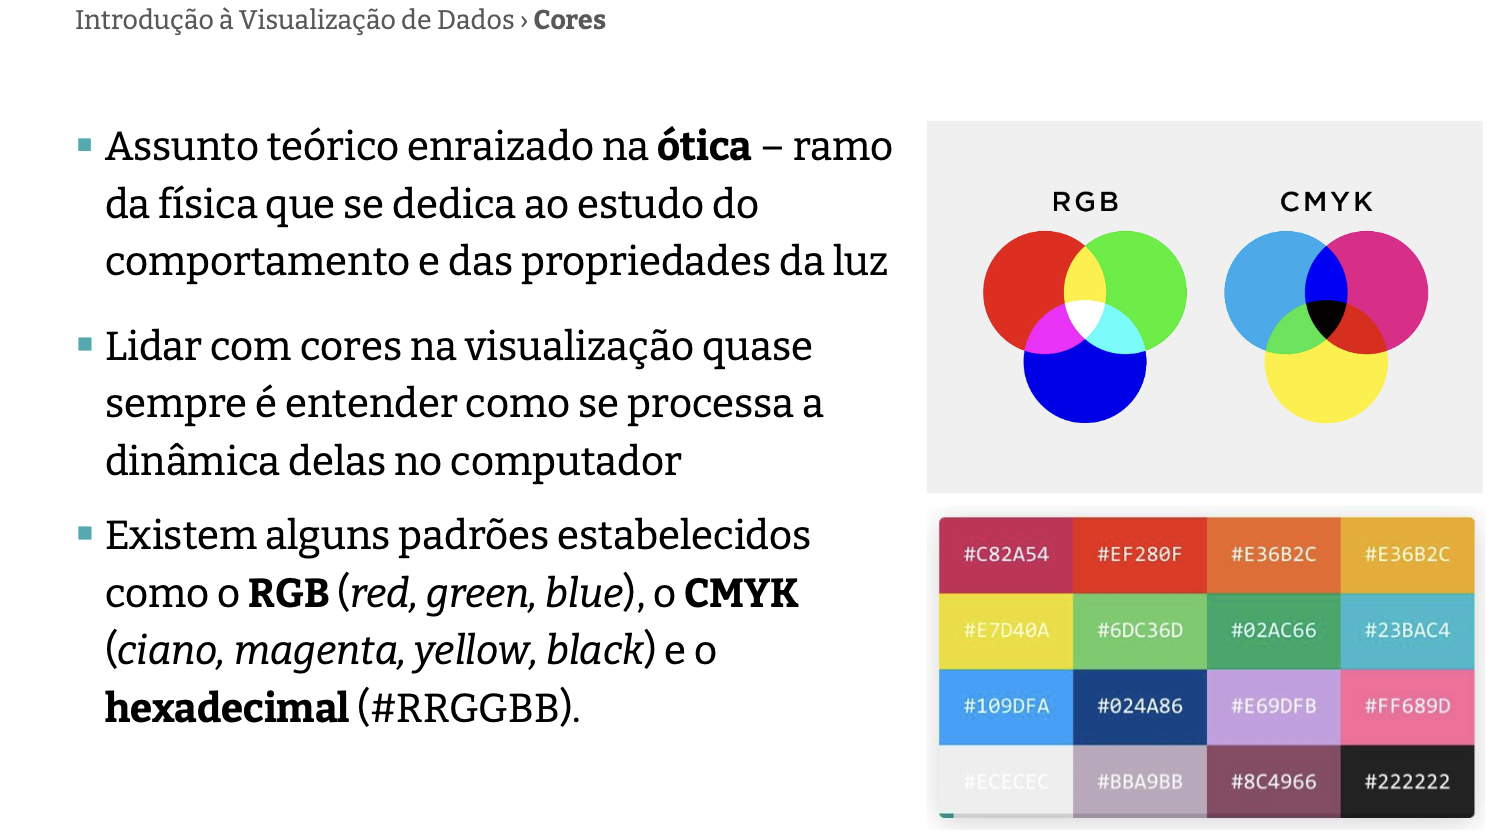 Introdução à Visualização de Dados › Cores
▪ Assunto teórico enraizado na ótica – ramo
da física que se dedica ao estudo do
comportamento e das propriedades da luz
▪ Lidar com cores na visualização quase
sempre é entender como se processa a
dinâmica delas no computador
▪ Existem alguns padrões estabelecidos
como o RGB (red, green, blue), o CMYK
(ciano, magenta, yellow, black) e o
hexadecimal (#RRGGBB).
RGB CMYK
#C82A54 #EF280F #E36B2C #E36B2C
#E7D40A #6DC36D #02AC66 #23BAC4
#109DFA #024A86 #E69DFB #FF689D
#ECECEC #BBA9BB #8C4966 #222222